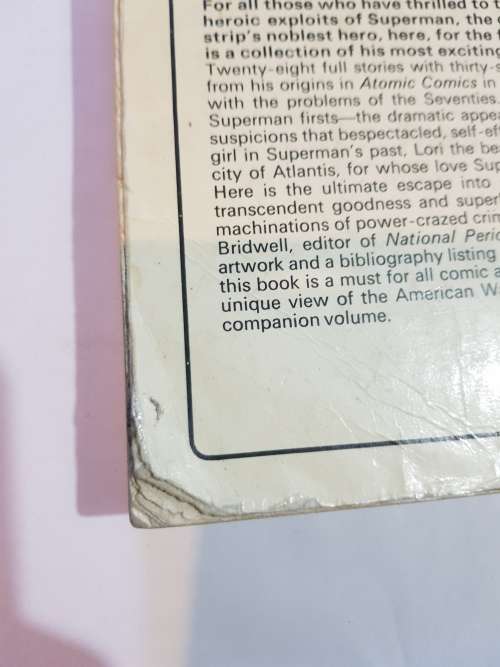 For all those who have thrilled to t
heroic exploits of Superman, the
strip's noblest hero, here, for the f
is a collection of his most exciting
Twenty-eight full stories with thirty-s
from his origins in Atomic Comics in
with the problems of the Seventies.
Superman firsts—the dramatic appea
suspicions that bespectacled, self-ef
girl in Superman's past, Lori the be
city of Atlantis, for whose love Sup
Here is the ultimate escape into
transcendent goodness and super
machinations of power-crazed crim
Bridwell, editor of National Perio
artwork and a bibliography listing
this book is a must for all comic a
unique view of the American W
companion volume.